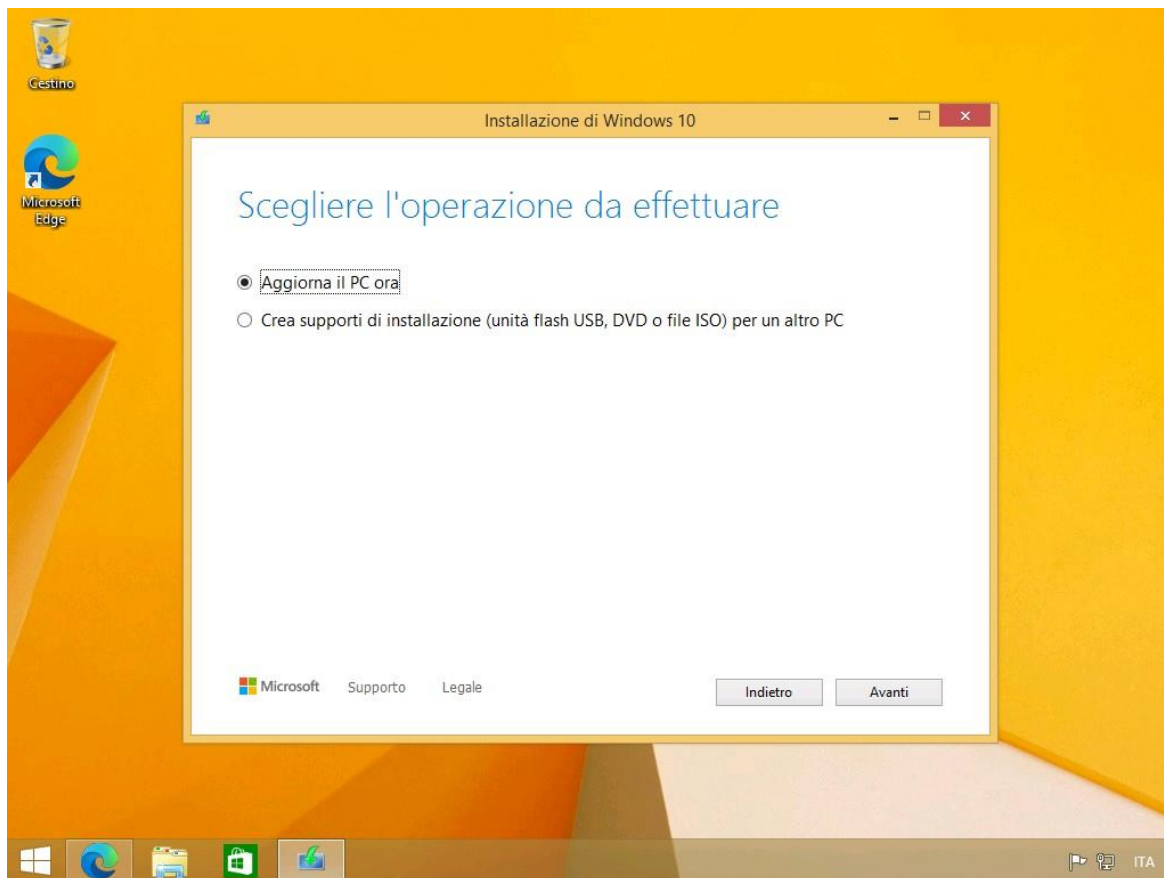 Cestino
Microsoft
Edge
Installazione di Windows 10
Scegliere l'operazione da effettuare
Aggiorna il PC ora
Crea supporti di installazione (unità flash USB, DVD o file ISO) per un altro PC
Microsoft Supporto Legale
Indietro Avanti
ITA